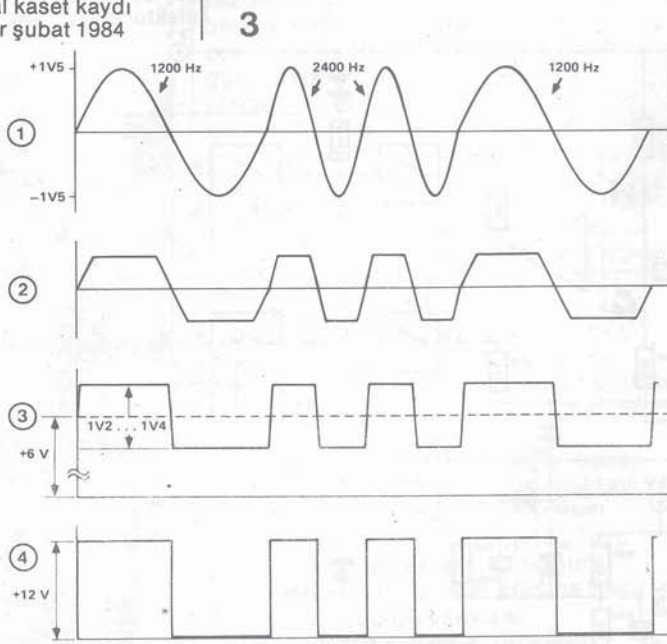 al kaset kaydı
r şubat 1984
3
+1V5
1200 Hz
2400 Hz
1200 Hz
1
−1V5
2
3
1V2 . . . 1V4
+6 V
4
+12 V